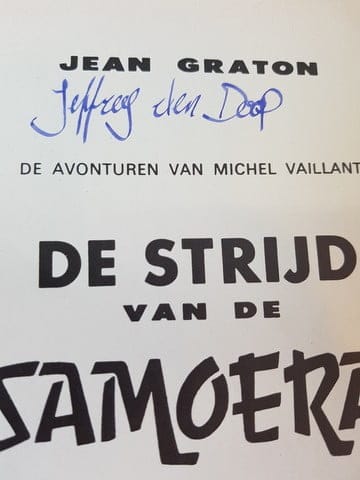 JEAN GRATON
Jeffrey den Doop
DE AVONTUREN VAN MICHEL VAILLANT
DE STRIJD
VAN DE
SAMOERA